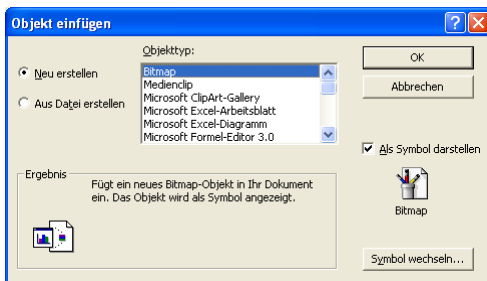 Objekt einfügen
Objekttyp:
Neu erstellen
Aus Datei erstellen
Bitmap
Medienclip
Microsoft ClipArt-Gallery
Microsoft Excel-Arbeitsblatt
Microsoft Excel-Diagramm
Microsoft Formel-Editor 3.0
OK
Abbrechen
Als Symbol darstellen
Bitmap
Symbol wechseln...
Ergebnis
Fügt ein neues Bitmap-Objekt in Ihr Dokument
ein. Das Objekt wird als Symbol angezeigt.